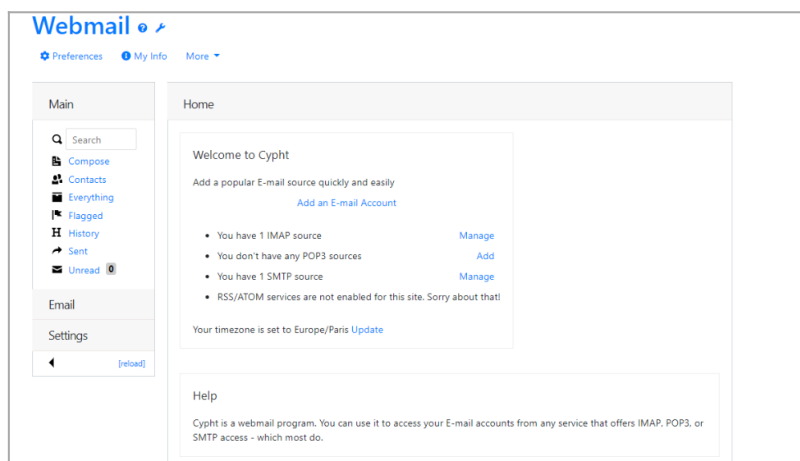 Webmail
Preferences My Info More
Main
Search
Compose
Contacts
Everything
Flagged
History
Sent
Unread 0
Email
Settings
[reload]
Home
Welcome to Cypht
Add a popular E-mail source quickly and easily
Add an E-mail Account
• You have 1 IMAP source Manage
• You don't have any POP3 sources Add
• You have 1 SMTP source Manage
• RSS/ATOM services are not enabled for this site. Sorry about that!
Your timezone is set to Europe/Paris Update
Help
Cypht is a webmail program. You can use it to access your E-mail accounts from any service that offers IMAP, POP3, or
SMTP access - which most do.